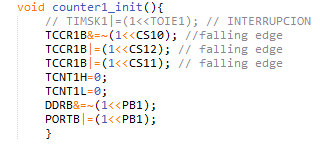 void counter1_init(){
// TIMSK1|=(1<<TOIE1); // INTERRUPCION
TCCR1B&=~(1<<CS10); //falling edge
TCCR1B|=(1<<CS12); // falling edge
TCCR1B|=(1<<CS11); // falling edge
TCNT1H=0;
TCNT1L=0;
DDRB&=~(1<<PB1);
PORTB|=(1<<PB1);
}